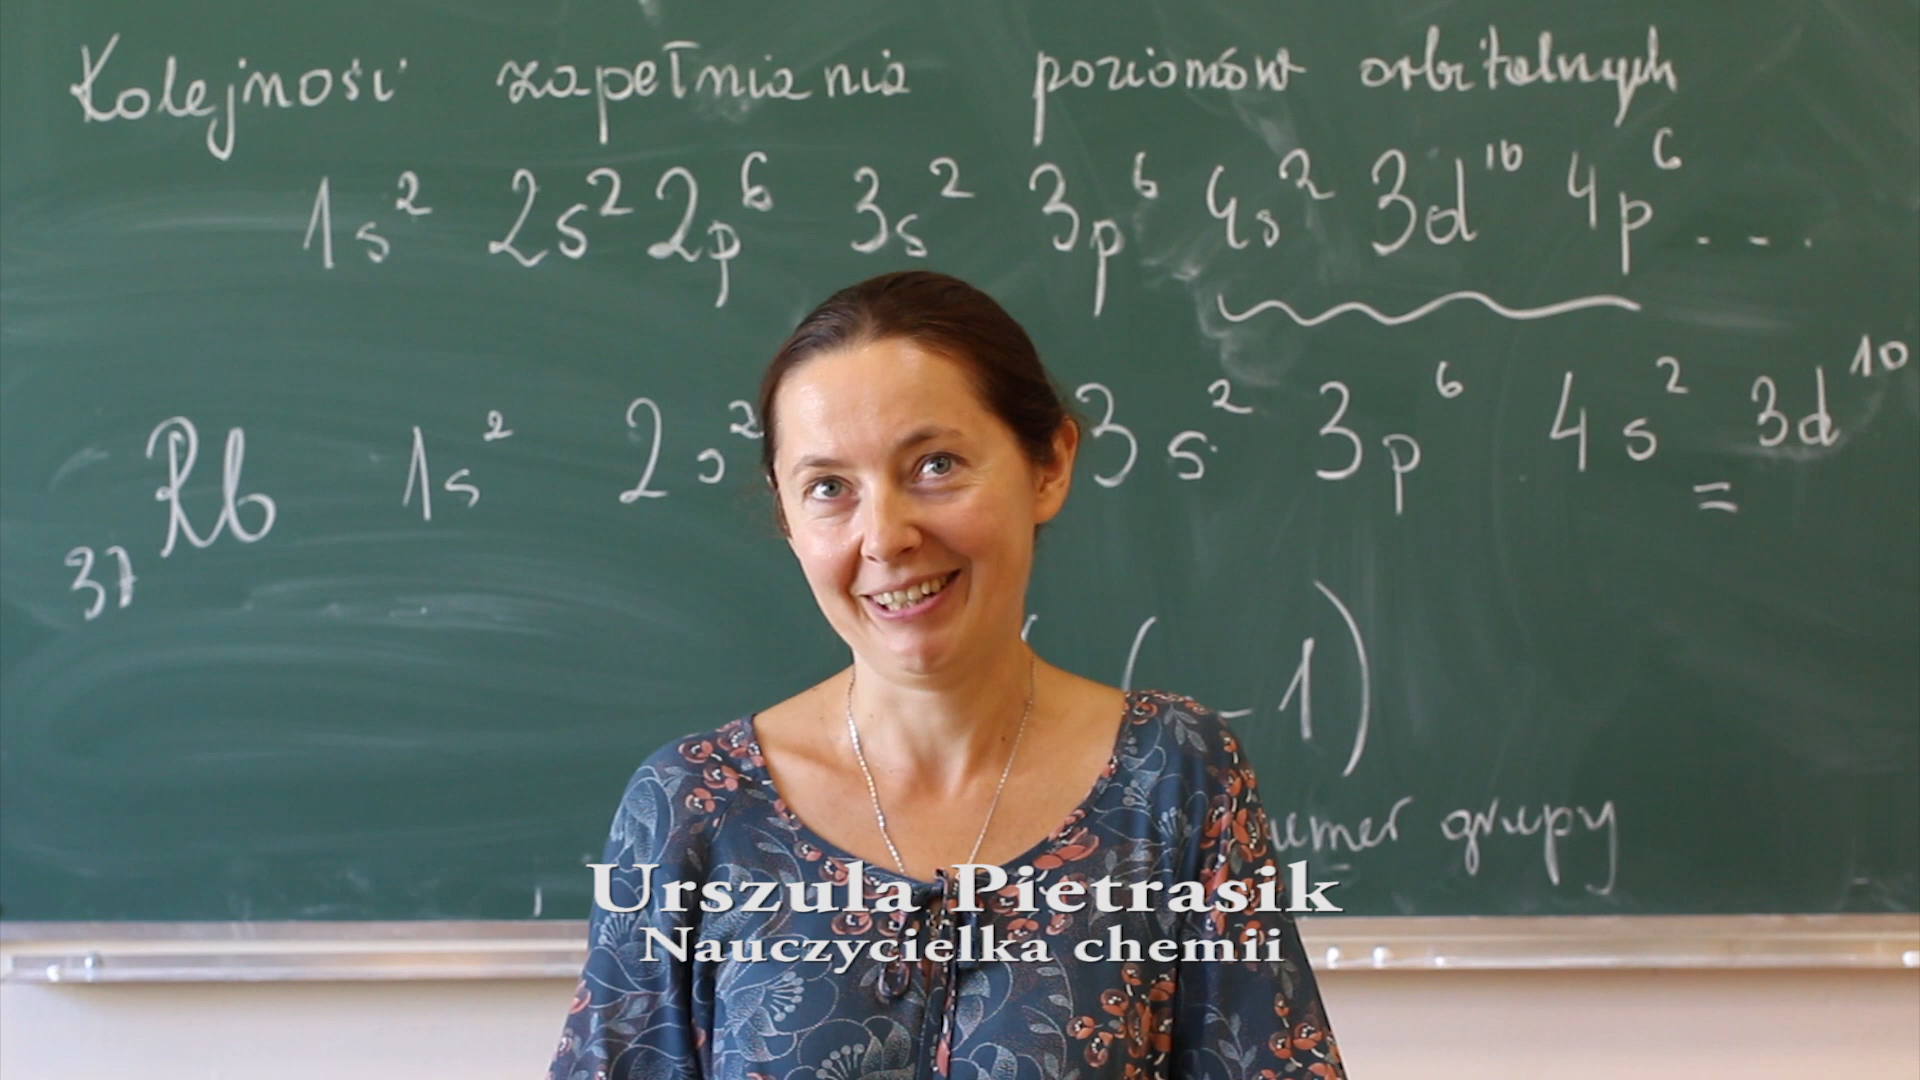 Kolejność zapełniania poziomów orbitalnych
1s² 2s² 2p⁶ 3s² 3p⁶ 4s² 3d¹⁰ 4p⁶ ....
₃₇Rb 1s² 2s² 3s² 3p⁶ 4s² 3d¹⁰
=
( - 1)
numer grupy
Urszula Pietrasik
Nauczycielka chemii